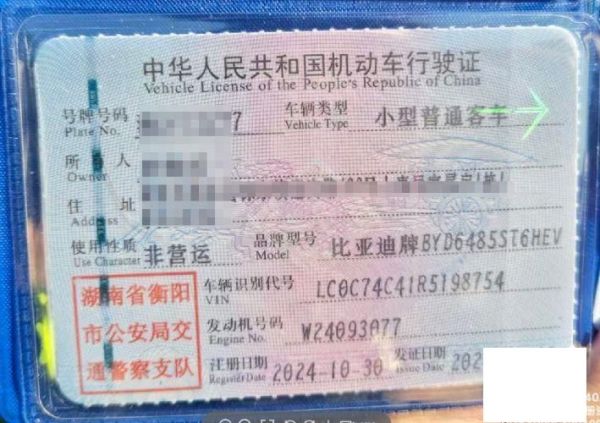 中华人民共和国机动车行驶证
Vehicle License of the People's Republic of China
号牌号码 77 车辆类型 小型普通客车
Plate No. Vehicle Type
所有人
Owner
住址
Address
使用性质 非营运 品牌型号 比亚迪牌BYD6485ST6HEV
Use Character Model
湖南省衡阳
市公安局交
通警察支队
车辆识别代号 LC0C74C41R5198754
VIN
发动机号码 W24093077
Engine No.
注册日期 2024-10-30 发证日期 202
Register Date Issue Date